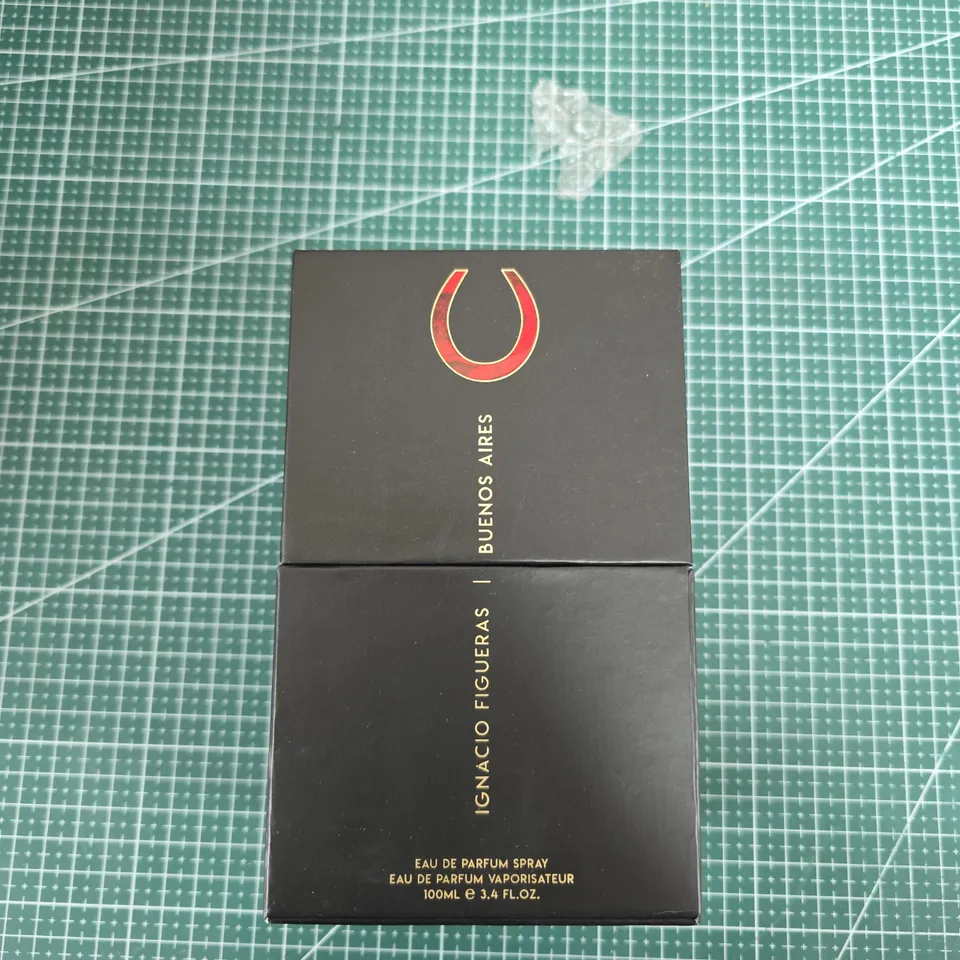 IGNACIO FIGUERAS | BUENOS AIRES
EAU DE PARFUM SPRAY
EAU DE PARFUM VAPORISATEUR
100ML ℮ 3.4 FL.OZ.